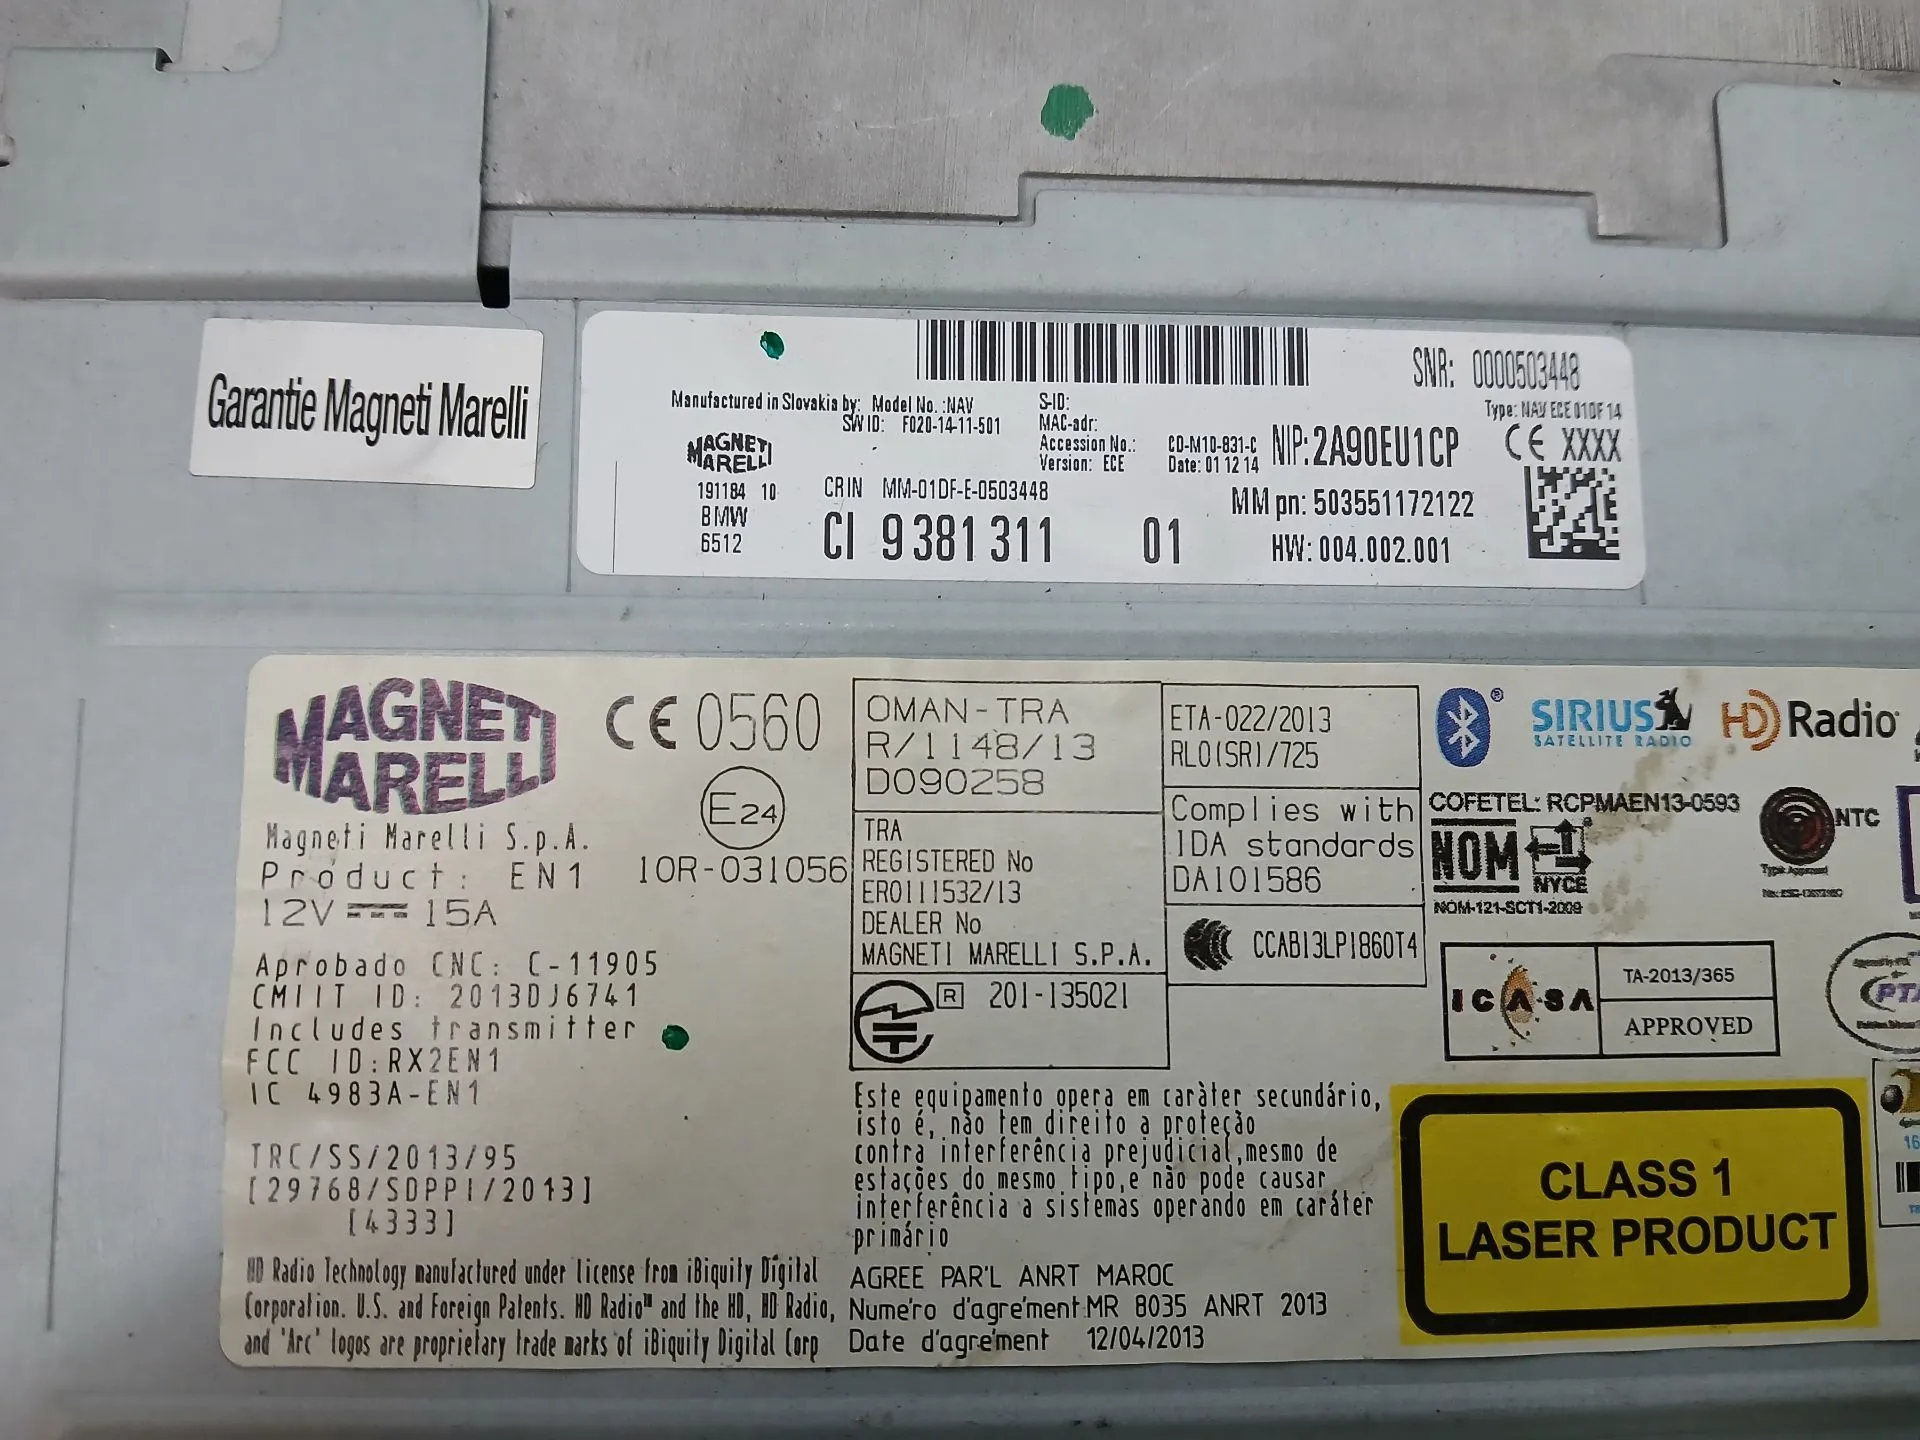 Garantie Magneti Marelli
SNR: 0000503448
Type: NAV ECE 01DF 14
Manufactured in Slovakia by:
Model No.:NAV
SW ID: F020-14-11-501
S-ID:
MAC-adr:
Accession No.: CD-M10-831-C
Version: ECE Date: 01 12 14
NIP:2A90EU1CP
CE XXXX
MAGNETI
MARELLI
191184 10
BMW
6512
CRIN MM-01DF-E-0503448
CI 9 381 311 01
MM pn: 503551172122
HW: 004.002.001
MAGNETI
MARELLI
Magneti Marelli S.p.A.
Product: EN1
12V 15A
CE 0560
E24
10R-031056
Aprobado CNC: C-11905
CMIIT ID: 2013DJ6741
Includes transmitter
FCC ID:RX2EN1
IC 4983A-EN1
TRC/SS/2013/95
[29768/SDPPI/2013]
[4333]
HD Radio Technology manufactured under license from iBiquity Digital
Corporation. U.S. and Foreign Patents. HD Radio™ and the HD, HD Radio,
and 'Arc' logos are proprietary trade marks of iBiquity Digital Corp
OMAN-TRA
R/1148/13
D090258
TRA
REGISTERED No
ER0111532/13
DEALER No
MAGNETI MARELLI S.P.A.
R 201-135021
ETA-022/2013
RLO(SR)/725
Complies with
IDA standards
DA101586
CCAB13LP1860T4
Este equipamento opera em caràter secundário,
isto é, não tem direito a proteção
contra interferência prejudicial,mesmo de
estações do mesmo tipo,e não pode causar
interferência a sistemas operando em caráter
primário
AGREE PAR'L ANRT MAROC
Nume'ro d'agre'ment MR 8035 ANRT 2013
Date d'agre'ment 12/04/2013
SIRIUS
SATELLITE RADIO
HD Radio
COFETEL: RCPMAEN13-0593
NOM
NYCE
NOM-121-SCT1-2009
NTC
Type Approved
ICASA
TA-2013/365
APPROVED
CLASS 1
LASER PRODUCT